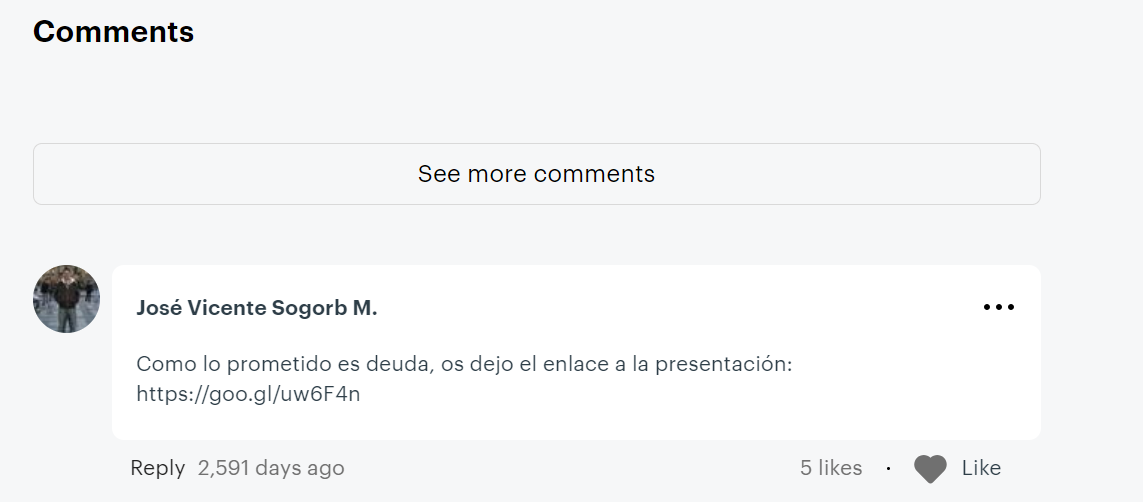 Comments
See more comments
José Vicente Sogorb M.
Como lo prometido es deuda, os dejo el enlace a la presentación:
https://goo.gl/uw6F4n
Reply 2,591 days ago 5 likes · Like